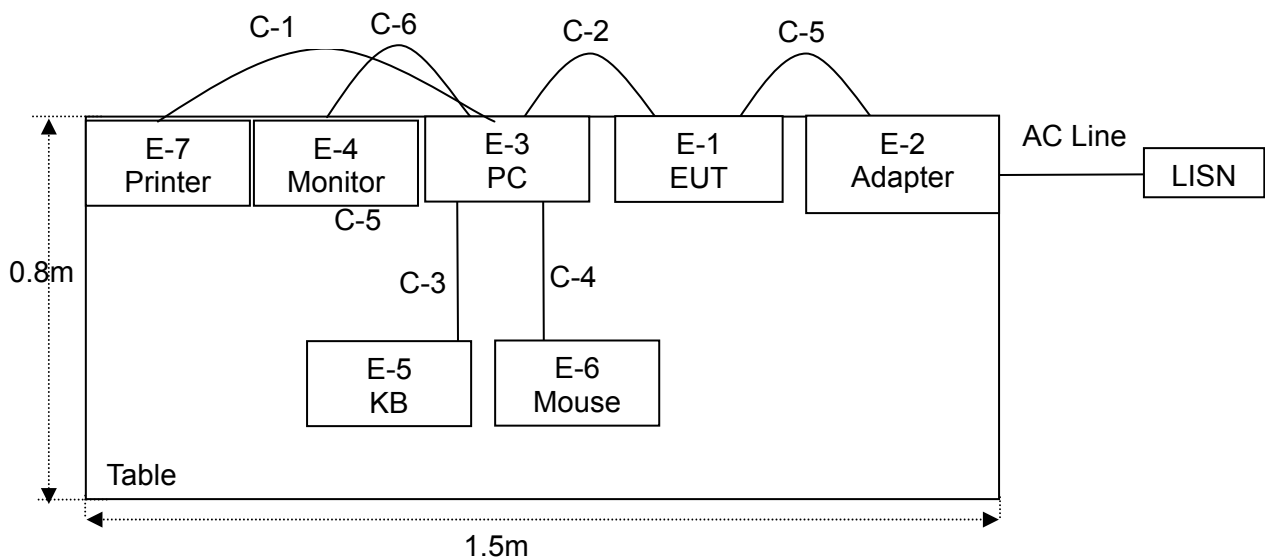 C-1
C-6
C-2
C-5
E-7
Printer
E-4
Monitor
E-3
PC
E-1
EUT
E-2
Adapter
AC Line
LISN
C-5
0.8m
C-3
C-4
E-5
KB
E-6
Mouse
Table
1.5m